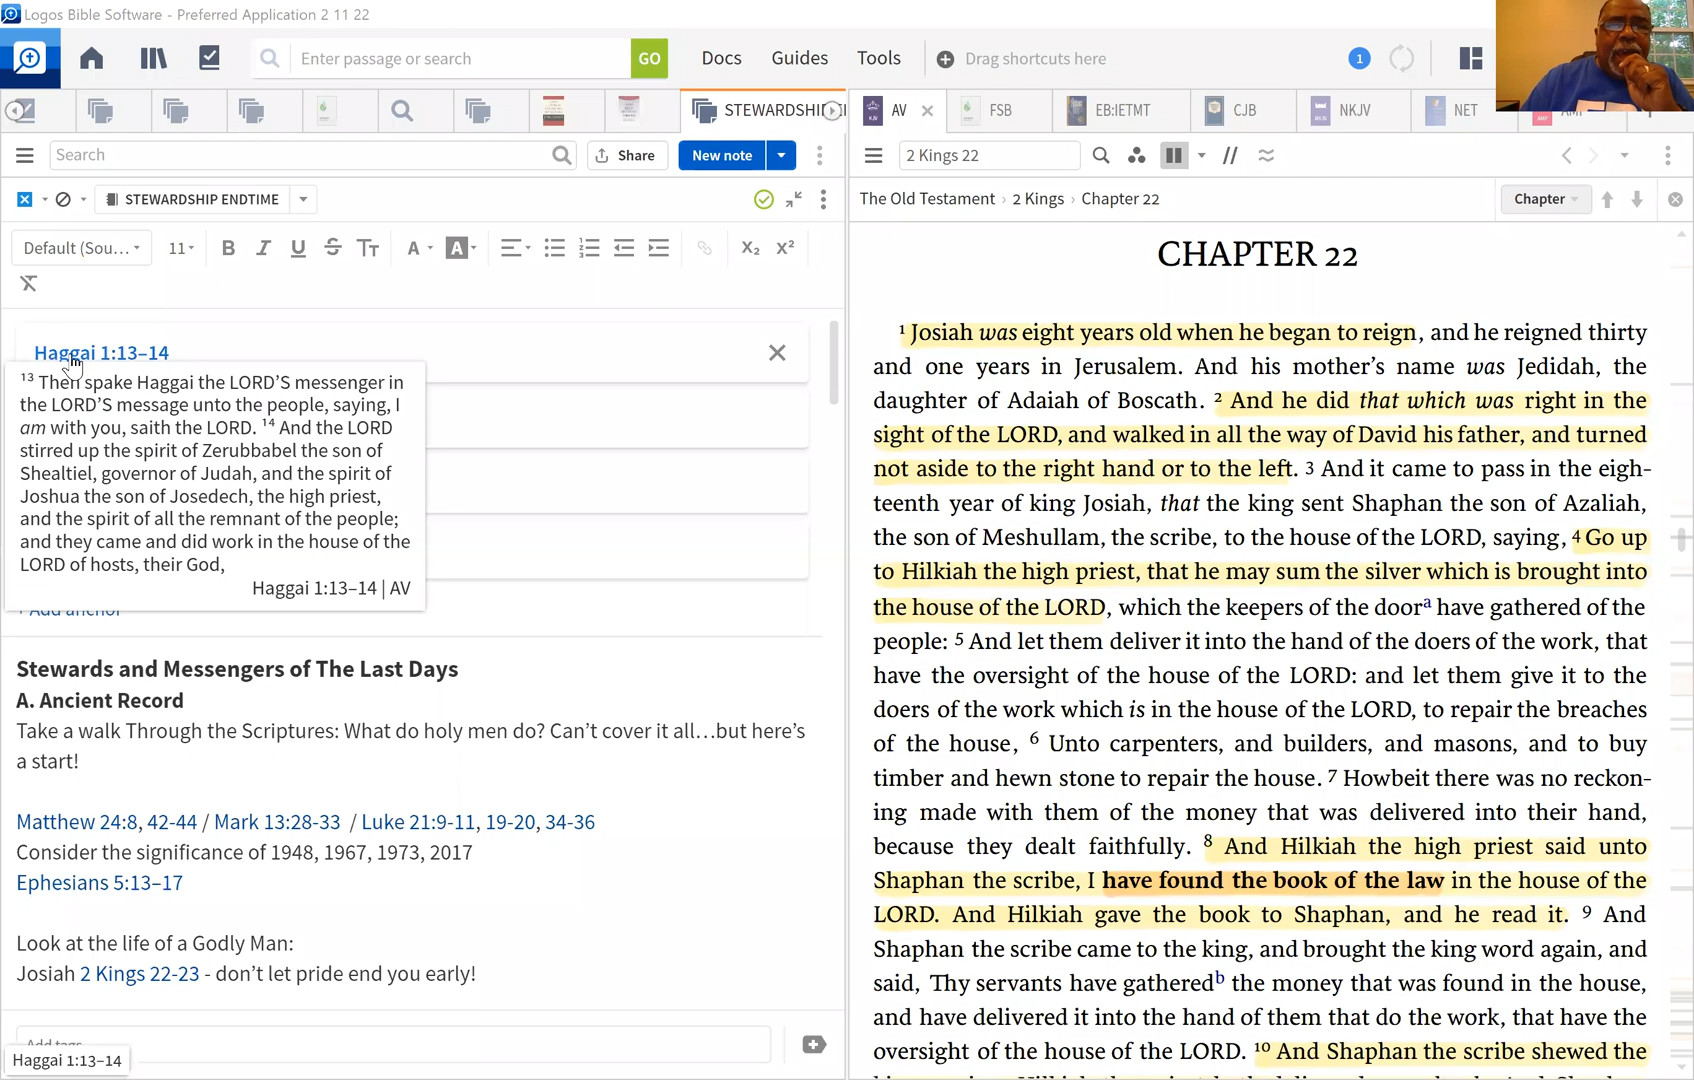 Logos Bible Software - Preferred Application 2 11 22
Enter passage or search
GO
Docs
Guides
Tools
Drag shortcuts here
1
STEWARDSHIP
AV
FSB
EB:IETMT
CJB
NKJV
NET
Search
Share
New note
2 Kings 22
STEWARDSHIP ENDTIME
The Old Testament › 2 Kings › Chapter 22
Chapter
Default (Sou...
11
B I U S TT A A X₂ X²
Haggai 1:13–14
13 Then spake Haggai the LORD’S messenger in
the LORD’S message unto the people, saying, I
am with you, saith the LORD. 14 And the LORD
stirred up the spirit of Zerubbabel the son of
Shealtiel, governor of Judah, and the spirit of
Joshua the son of Josedech, the high priest,
and the spirit of all the remnant of the people;
and they came and did work in the house of the
LORD of hosts, their God,
Haggai 1:13–14 | AV
Add anchor
Stewards and Messengers of The Last Days
A. Ancient Record
Take a walk Through the Scriptures: What do holy men do? Can’t cover it all…but here’s
a start!
Matthew 24:8, 42-44 / Mark 13:28-33 / Luke 21:9-11, 19-20, 34-36
Consider the significance of 1948, 1967, 1973, 2017
Ephesians 5:13–17
Look at the life of a Godly Man:
Josiah 2 Kings 22-23 - don’t let pride end you early!
Add tags
Haggai 1:13–14
CHAPTER 22
1 Josiah was eight years old when he began to reign, and he reigned thirty
and one years in Jerusalem. And his mother’s name was Jedidah, the
daughter of Adaiah of Boscath. 2 And he did that which was right in the
sight of the LORD, and walked in all the way of David his father, and turned
not aside to the right hand or to the left. 3 And it came to pass in the eigh-
teenth year of king Josiah, that the king sent Shaphan the son of Azaliah,
the son of Meshullam, the scribe, to the house of the LORD, saying, 4 Go up
to Hilkiah the high priest, that he may sum the silver which is brought into
the house of the LORD, which the keepers of the door a have gathered of the
people: 5 And let them deliver it into the hand of the doers of the work, that
have the oversight of the house of the LORD: and let them give it to the
doers of the work which is in the house of the LORD, to repair the breaches
of the house, 6 Unto carpenters, and builders, and masons, and to buy
timber and hewn stone to repair the house. 7 Howbeit there was no reckon-
ing made with them of the money that was delivered into their hand,
because they dealt faithfully. 8 And Hilkiah the high priest said unto
Shaphan the scribe, I have found the book of the law in the house of the
LORD. And Hilkiah gave the book to Shaphan, and he read it. 9 And
Shaphan the scribe came to the king, and brought the king word again, and
said, Thy servants have gathered b the money that was found in the house,
and have delivered it into the hand of them that do the work, that have the
oversight of the house of the LORD. 10 And Shaphan the scribe shewed the